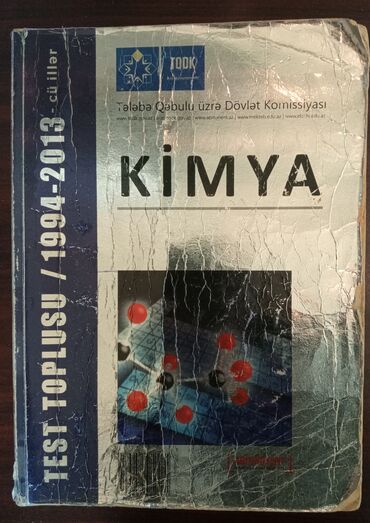 TQDK
Tələbə Qəbulu üzrə Dövlət Komissiyası
KİMYA
TEST TOPLUSU / 1994-2013 - cü illər